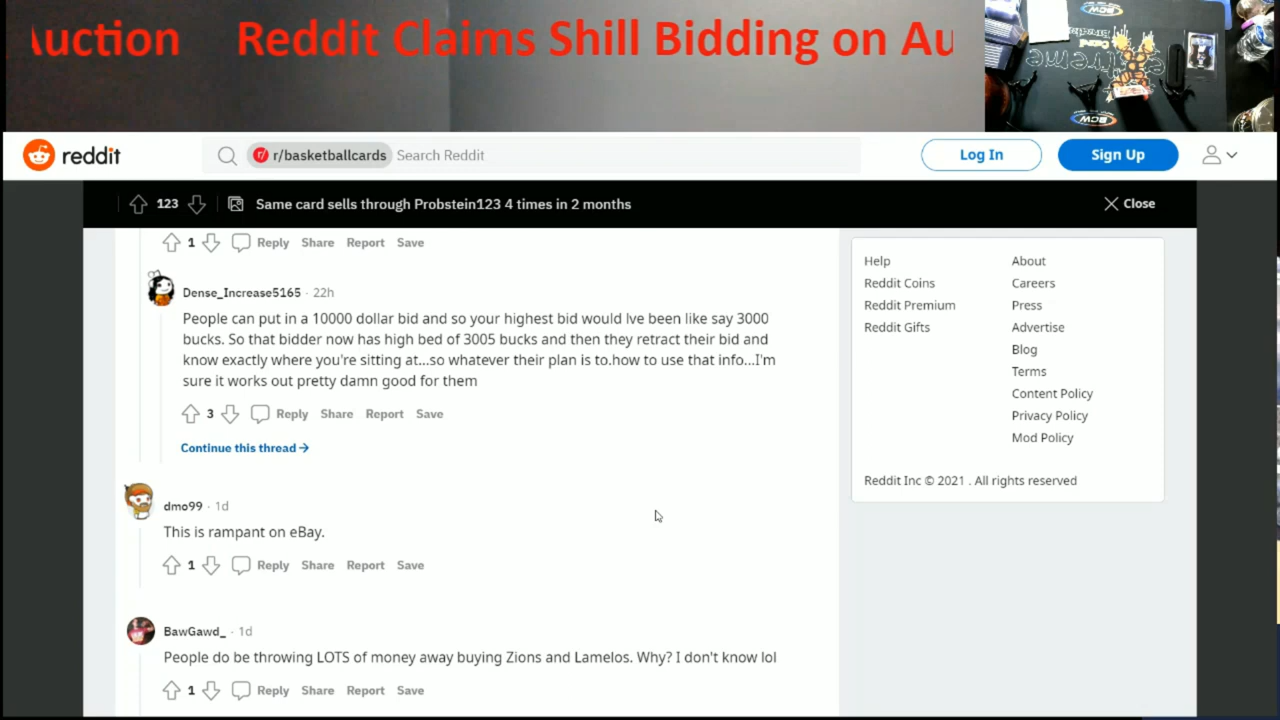 uction Reddit Claims Shill Bidding on Au
BCW
BCW
reddit
r/basketballcards Search Reddit
Log In
Sign Up
123
Same card sells through Probstein123 4 times in 2 months
Close
1 Reply Share Report Save
Dense_Increase5165 · 22h
People can put in a 10000 dollar bid and so your highest bid would Ive been like say 3000
bucks. So that bidder now has high bed of 3005 bucks and then they retract their bid and
know exactly where you're sitting at...so whatever their plan is to.how to use that info...I'm
sure it works out pretty damn good for them
3 Reply Share Report Save
Continue this thread
dmo99 · 1d
This is rampant on eBay.
1 Reply Share Report Save
BawGawd_ · 1d
People do be throwing LOTS of money away buying Zions and Lamelos. Why? I don't know lol
1 Reply Share Report Save
Help
Reddit Coins
Reddit Premium
Reddit Gifts
About
Careers
Press
Advertise
Blog
Terms
Content Policy
Privacy Policy
Mod Policy
Reddit Inc © 2021 . All rights reserved